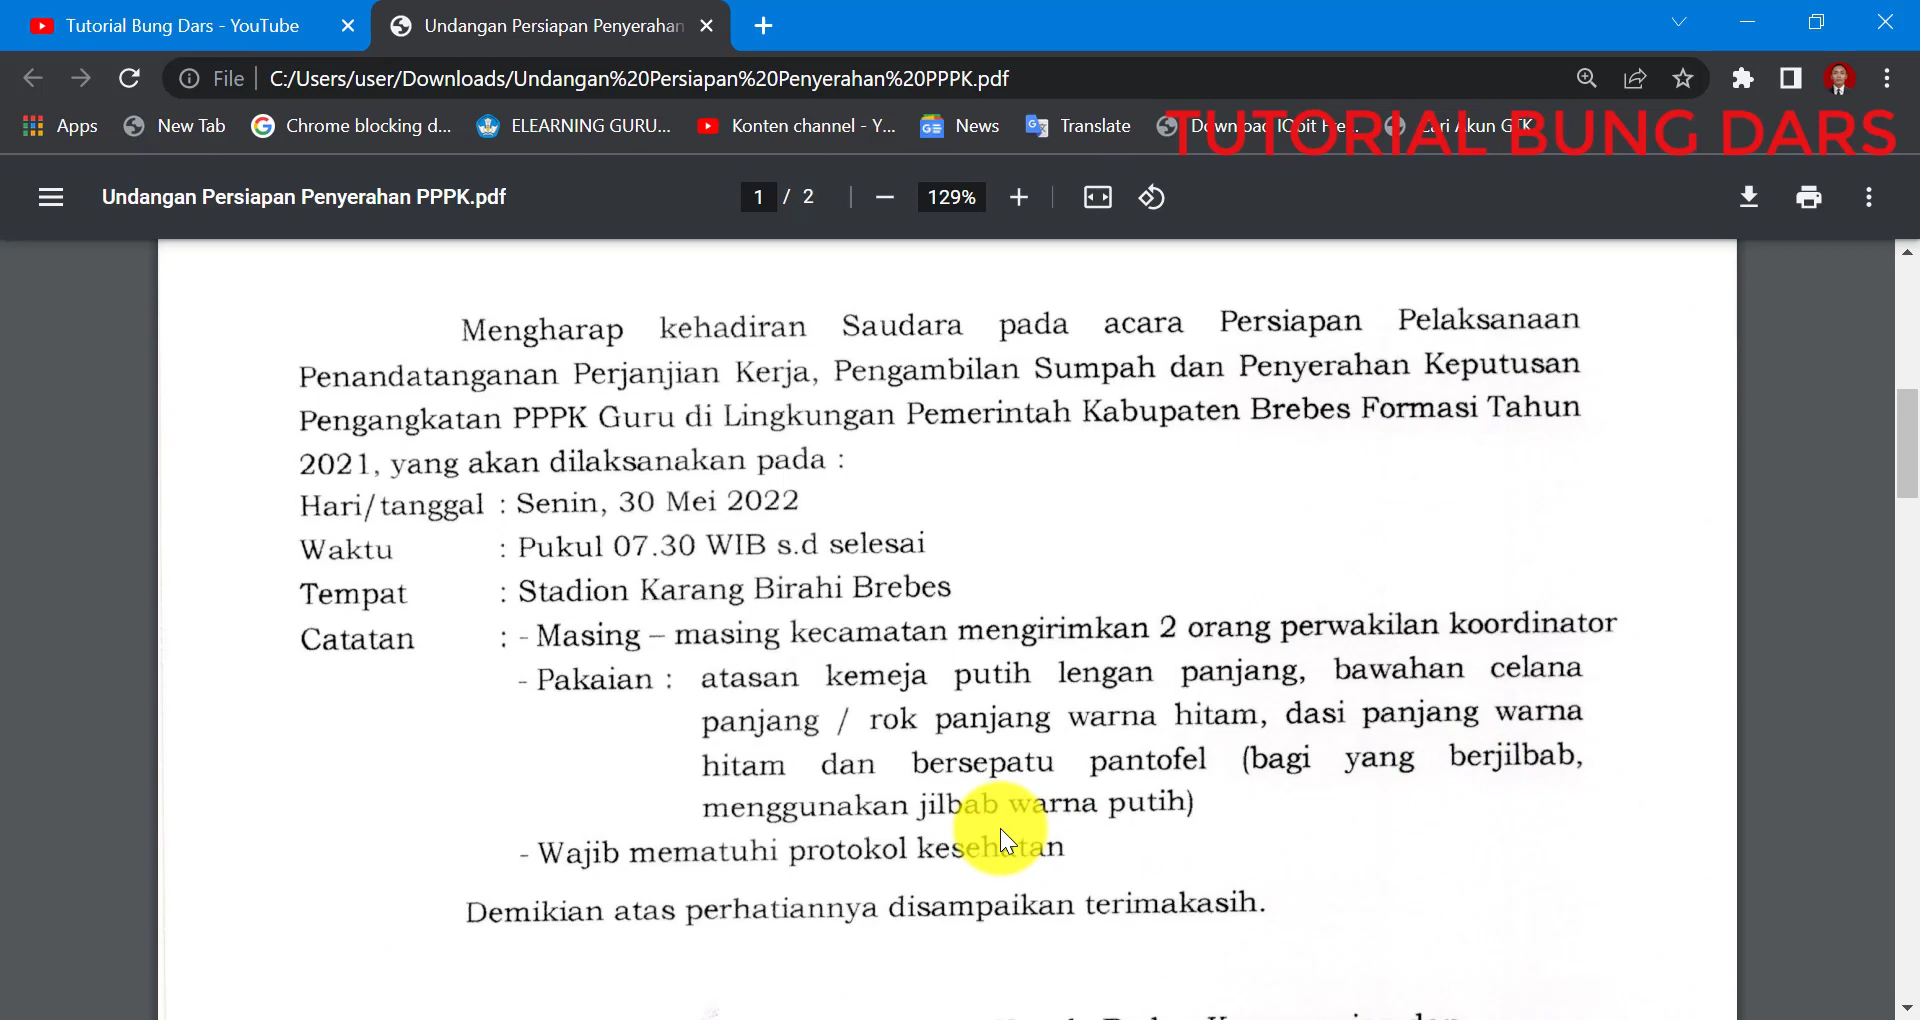 Tutorial Bung Dars - YouTube
Undangan Persiapan Penyerahan
File
C:/Users/user/Downloads/Undangan%20Persiapan%20Penyerahan%20PPPK.pdf
Apps
New Tab
Chrome blocking d...
ELEARNING GURU...
Konten channel - Y...
News
Translate
TUTORIAL BUNG DARS
Undangan Persiapan Penyerahan PPPK.pdf
1 / 2
129%
Mengharap kehadiran Saudara pada acara Persiapan Pelaksanaan
Penandatanganan Perjanjian Kerja, Pengambilan Sumpah dan Penyerahan Keputusan
Pengangkatan PPPK Guru di Lingkungan Pemerintah Kabupaten Brebes Formasi Tahun
2021, yang akan dilaksanakan pada :
Hari/tanggal : Senin, 30 Mei 2022
Waktu : Pukul 07.30 WIB s.d selesai
Tempat : Stadion Karang Birahi Brebes
Catatan : - Masing – masing kecamatan mengirimkan 2 orang perwakilan koordinator
- Pakaian : atasan kemeja putih lengan panjang, bawahan celana
panjang / rok panjang warna hitam, dasi panjang warna
hitam dan bersepatu pantofel (bagi yang berjilbab,
menggunakan jilbab warna putih)
- Wajib mematuhi protokol kesehatan
Demikian atas perhatiannya disampaikan terimakasih.